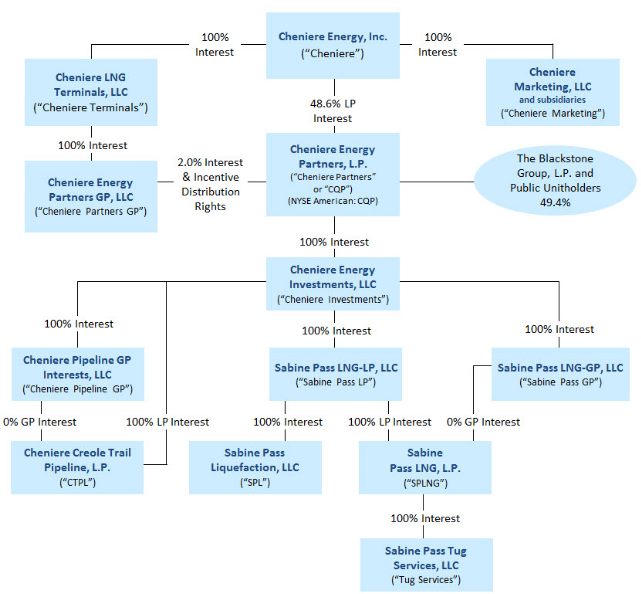 Cheniere Energy, Inc.
("Cheniere")
100%
Interest
100%
Interest
Cheniere LNG
Terminals, LLC
("Cheniere Terminals")
Cheniere
Marketing, LLC
and subsidiaries
("Cheniere Marketing")
48.6% LP
Interest
100% Interest
Cheniere Energy
Partners GP, LLC
("Cheniere Partners GP")
2.0% Interest
& Incentive
Distribution
Rights
Cheniere Energy
Partners, L.P.
("Cheniere Partners"
or "CQP")
(NYSE American: CQP)
The Blackstone
Group, L.P. and
Public Unitholders
49.4%
100% Interest
Cheniere Energy
Investments, LLC
("Cheniere Investments")
100% Interest
100% Interest
100% Interest
Cheniere Pipeline GP
Interests, LLC
("Cheniere Pipeline GP")
Sabine Pass LNG-LP, LLC
("Sabine Pass LP")
Sabine Pass LNG-GP, LLC
("Sabine Pass GP")
0% GP Interest
100% LP Interest
100% Interest
100% LP Interest
0% GP Interest
Cheniere Creole Trail
Pipeline, L.P.
("CTPL")
Sabine Pass
Liquefaction, LLC
("SPL")
Sabine
Pass LNG, L.P.
("SPLNG")
100% Interest
Sabine Pass Tug
Services, LLC
("Tug Services")